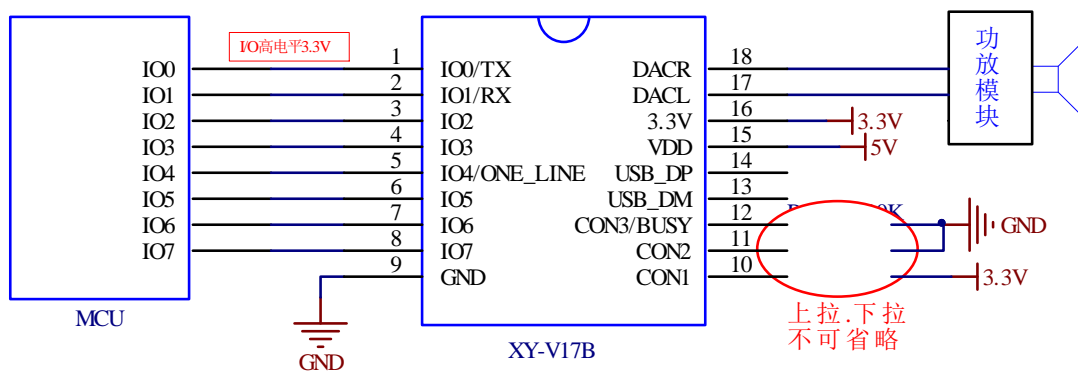 I/O高电平3.3V
IO0
IO1
IO2
IO3
IO4
IO5
IO6
IO7
MCU
1
2
3
4
5
6
7
8
9
GND
IO0/TX
IO1/RX
IO2
IO3
IO4/ONE_LINE
IO5
IO6
IO7
GND
DACR
DACL
3.3V
VDD
USB_DP
USB_DM
CON3/BUSY
CON2
CON1
XY-V17B
18
17
16
15
14
13
12
11
10
3.3V
5V
功放模块
GND
3.3V
上拉.下拉
不可省略